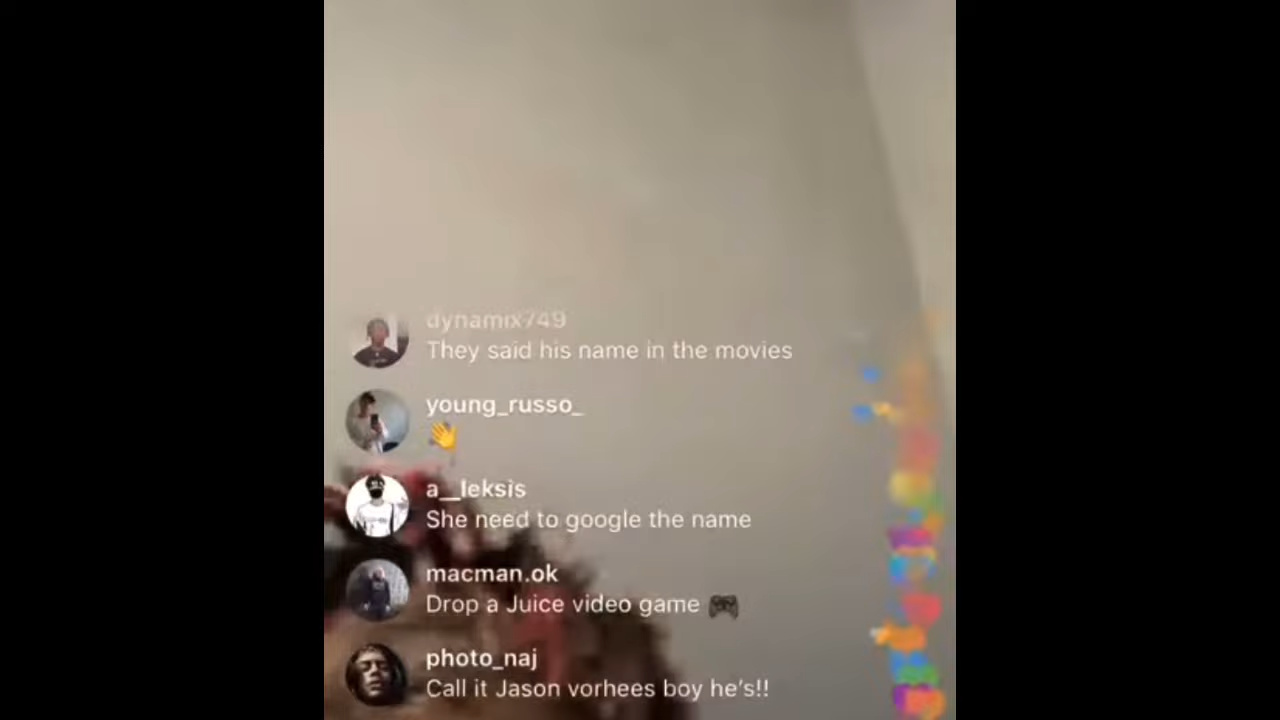 dynamix749
They said his name in the movies
young_russo_
👋
a__leksis
She need to google the name
macman.ok
Drop a Juice video game 🎮
photo_naj
Call it Jason vorhees boy he's!!